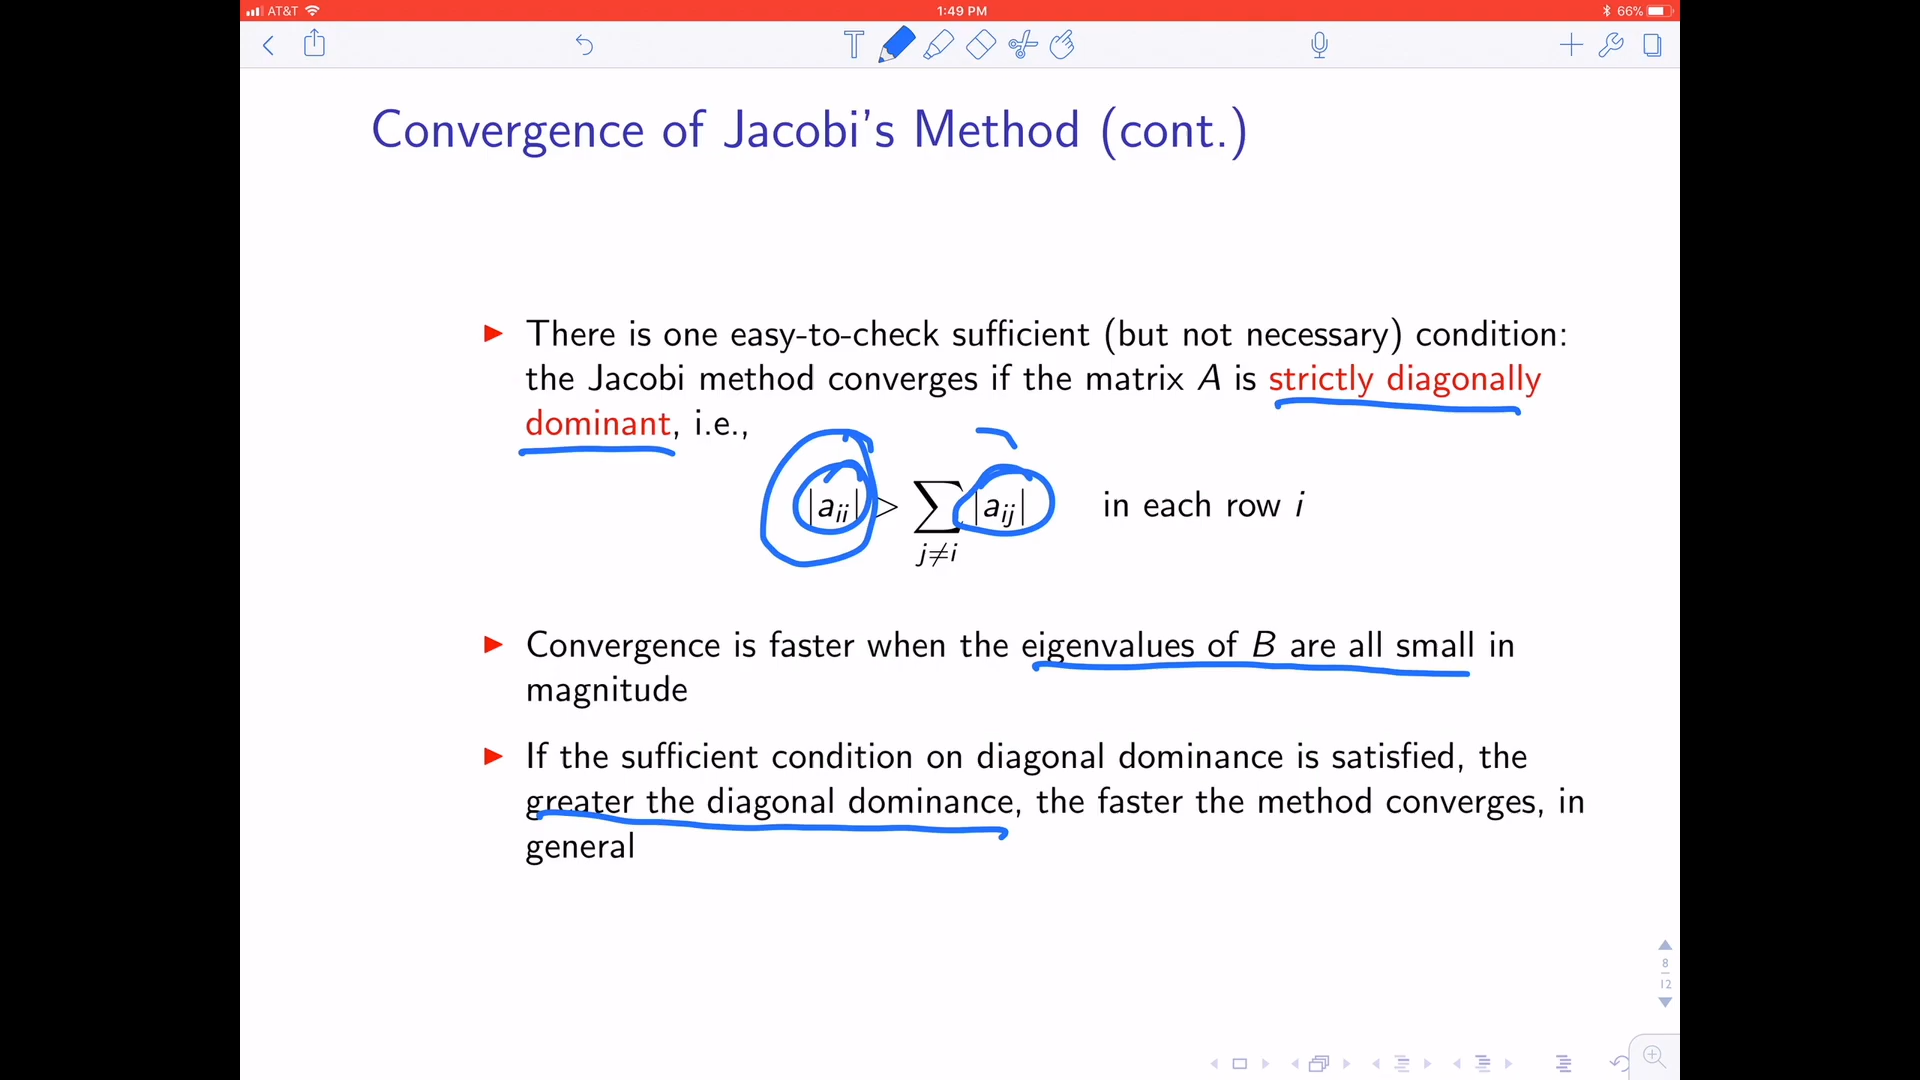 AT&T 1:49 PM 66%
T
Convergence of Jacobi's Method (cont.)
There is one easy-to-check sufficient (but not necessary) condition:
the Jacobi method converges if the matrix A is strictly diagonally
dominant, i.e.,
|a_ii| > ∑_{j≠i} |a_ij| in each row i
Convergence is faster when the eigenvalues of B are all small in
magnitude
If the sufficient condition on diagonal dominance is satisfied, the
greater the diagonal dominance, the faster the method converges, in
general
8
12